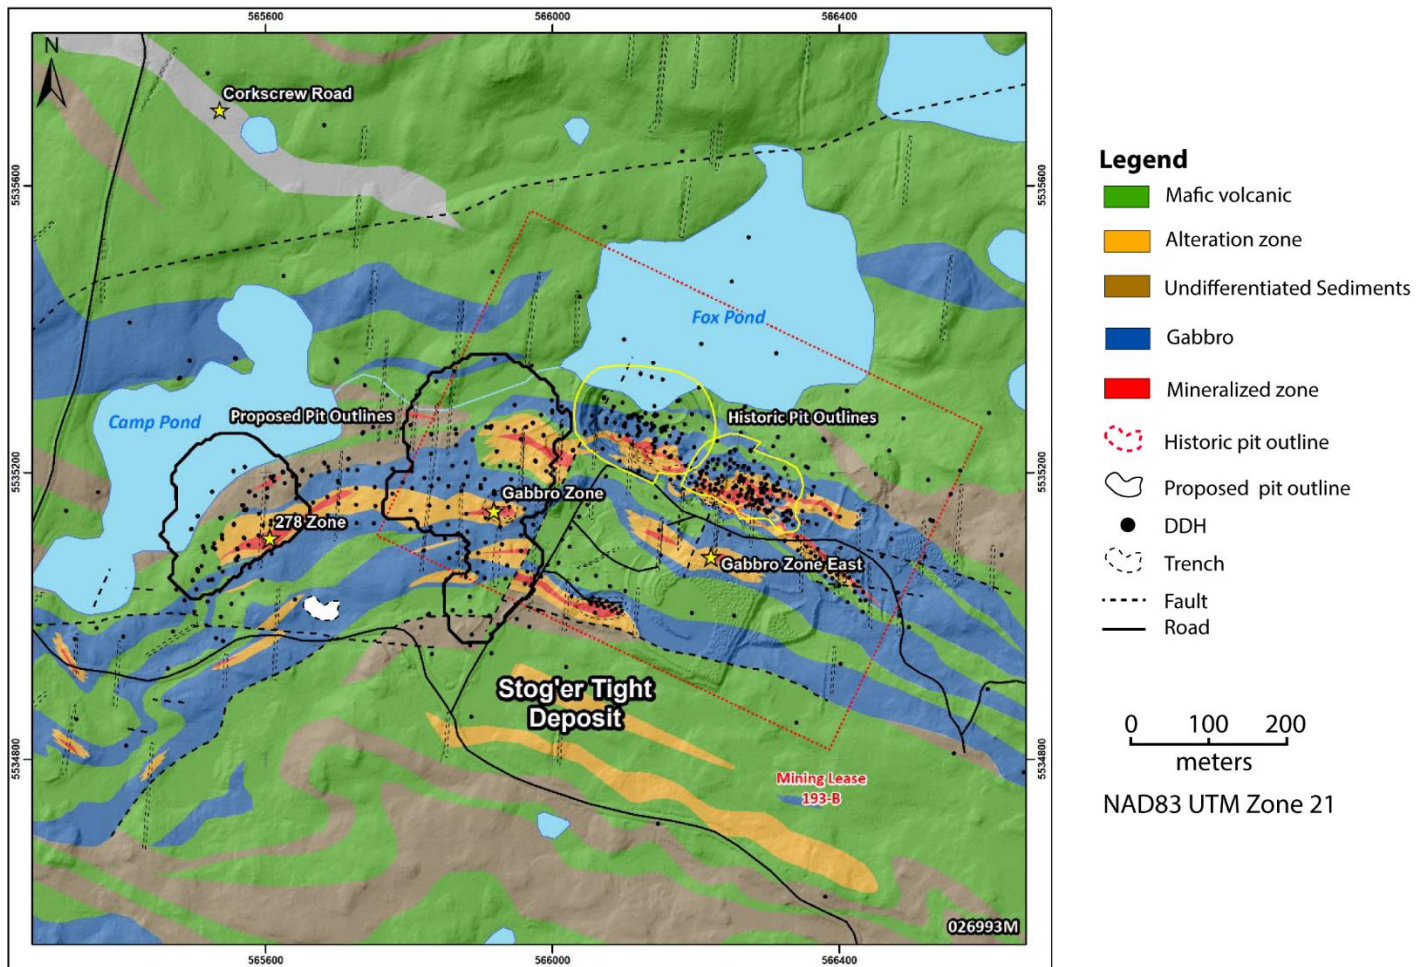 565600
566000
566400
N
Corkscrew Road
5535600
5535600
Fox Pond
Camp Pond
Proposed Pit Outlines
Historic Pit Outlines
5535200
5535200
Gabbro Zone
278 Zone
Gabbro Zone East
Stog'er Tight
Deposit
5534800
5534800
Mining Lease
193-B
026993M
565600
566000
566400
Legend
Mafic volcanic
Alteration zone
Undifferentiated Sediments
Gabbro
Mineralized zone
Historic pit outline
Proposed pit outline
DDH
Trench
Fault
Road
0 100 200
meters
NAD83 UTM Zone 21